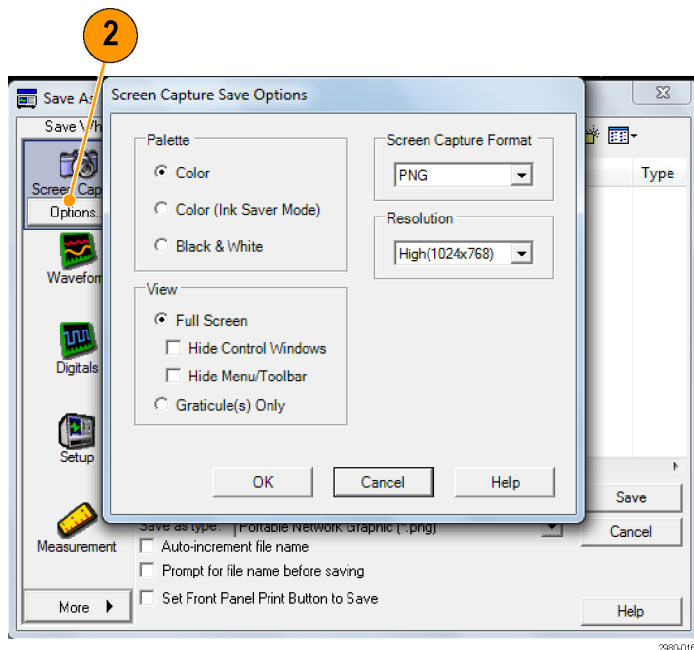 2
Save A
Screen Capture Save Options
Save Wh
Screen Cap
Options..
Waveform
Digitals
Setup
Measurement
More
Palette
Color
Color (Ink Saver Mode)
Black & White
View
Full Screen
Hide Control Windows
Hide Menu/Toolbar
Graticule(s) Only
Screen Capture Format
PNG
Resolution
High(1024x768)
OK
Cancel
Help
Type
Save as type: Portable Network Graphic (*.png)
Auto-increment file name
Prompt for file name before saving
Set Front Panel Print Button to Save
Save
Cancel
Help
2980-016